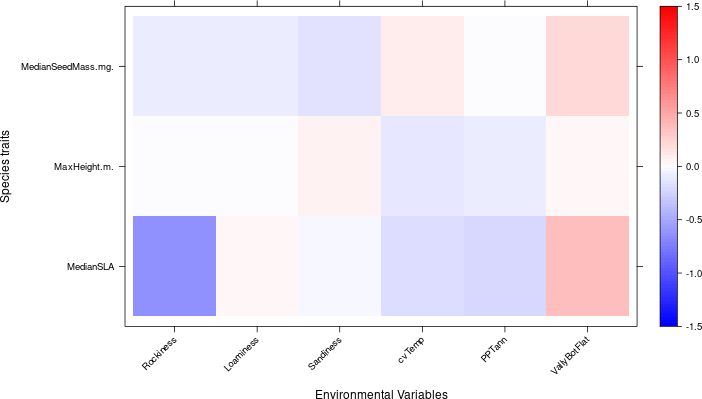 MedianSeedMass.mg.
MaxHeight.m.
MedianSLA
Species traits
Rockiness
Loaminess
Sandiness
cvTemp
PPTann
VallyBotFlat
Environmental Variables
1.5
1.0
0.5
0.0
-0.5
-1.0
-1.5